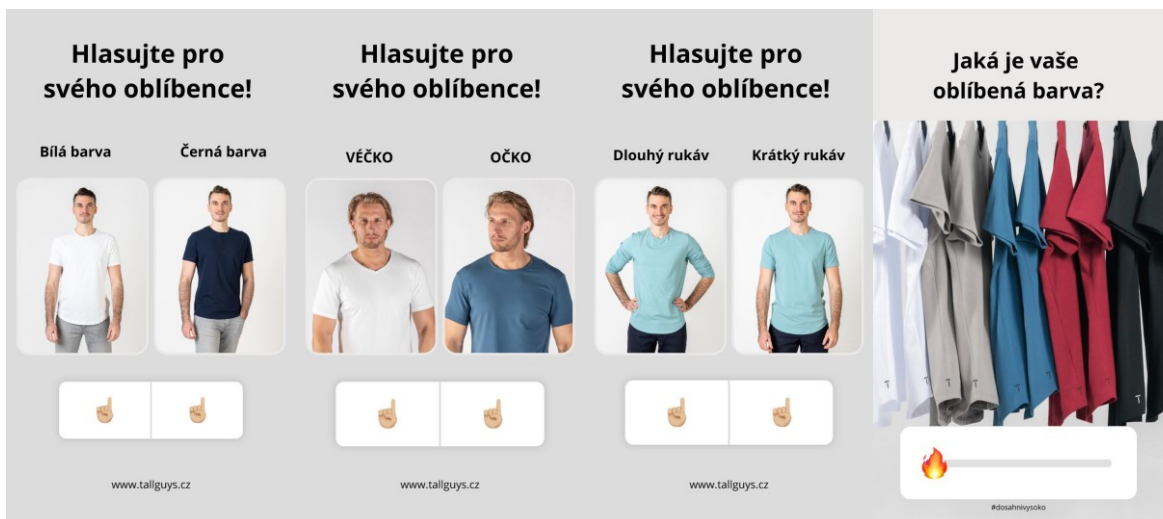 Hlasujte pro
svého oblíbence!
Bílá barva
Černá barva
www.tallguys.cz
Hlasujte pro
svého oblíbence!
VÉČKO
OČKO
www.tallguys.cz
Hlasujte pro
svého oblíbence!
Dlouhý rukáv
Krátký rukáv
www.tallguys.cz
Jaká je vaše
oblíbená barva?
#dosahnivysoko